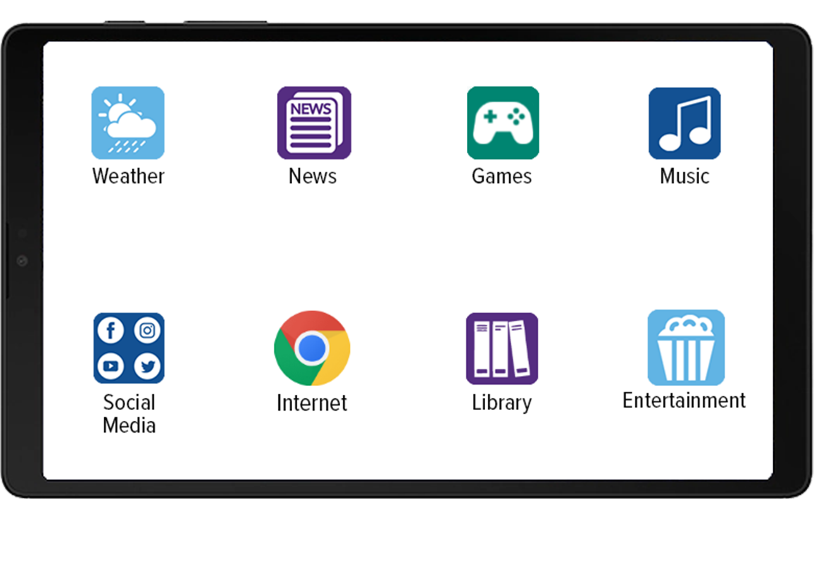 NEWS
Weather
News
Games
Music
f
Social
Media
Internet
Library
Entertainment